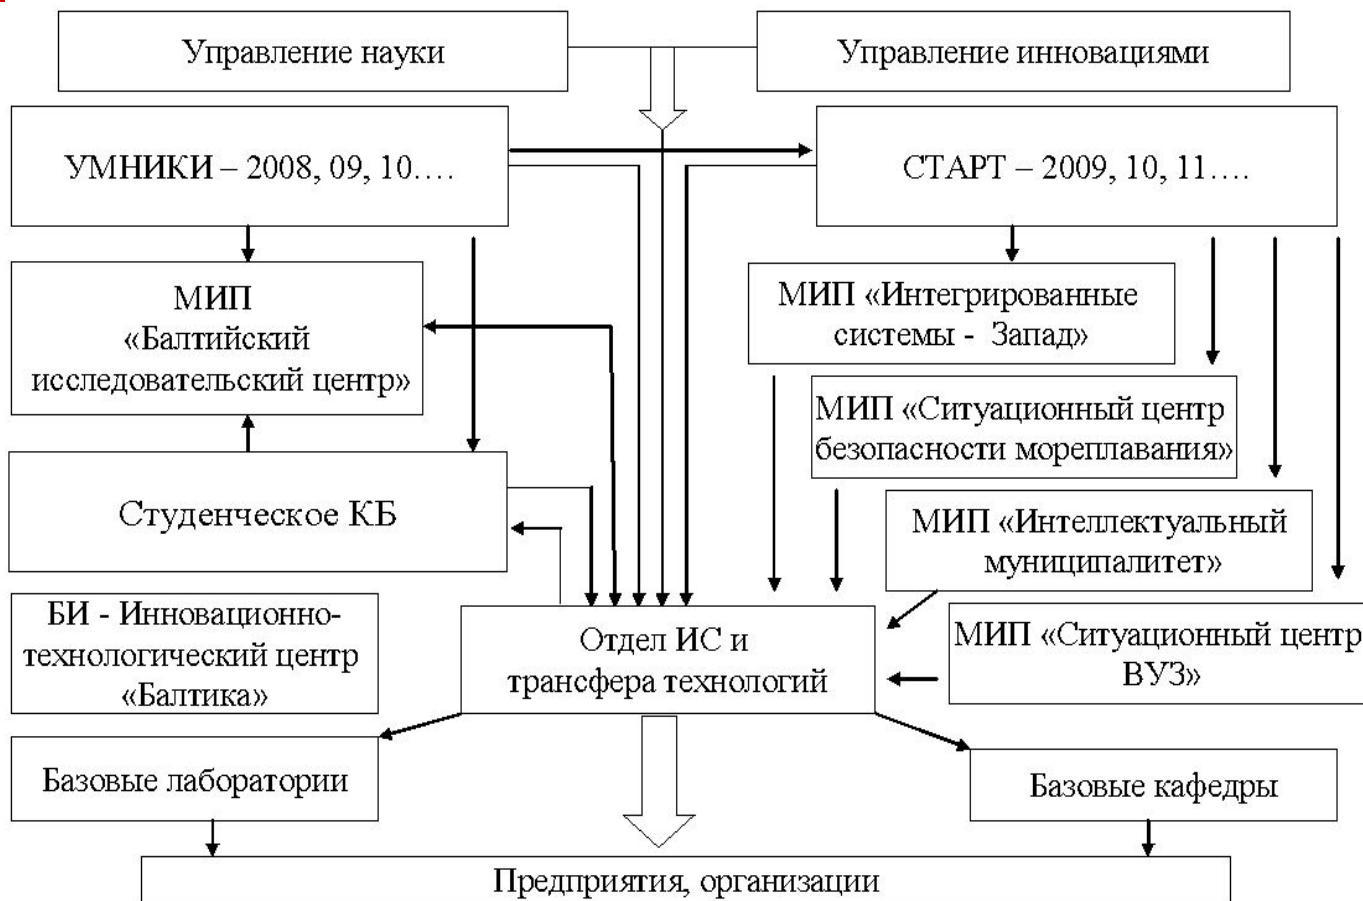 Управление науки
Управление инновациями
УМНИКИ – 2008, 09, 10….
СТАРТ – 2009, 10, 11….
МИП
«Балтийский
исследовательский центр»
МИП «Интегрированные
системы - Запад»
МИП «Ситуационный центр
безопасности мореплавания»
Студенческое КБ
МИП «Интеллектуальный
муниципалитет»
БИ - Инновационно-
технологический центр
«Балтика»
Отдел ИС и
трансфера технологий
МИП «Ситуационный центр
ВУЗ»
Базовые лаборатории
Базовые кафедры
Предприятия, организации